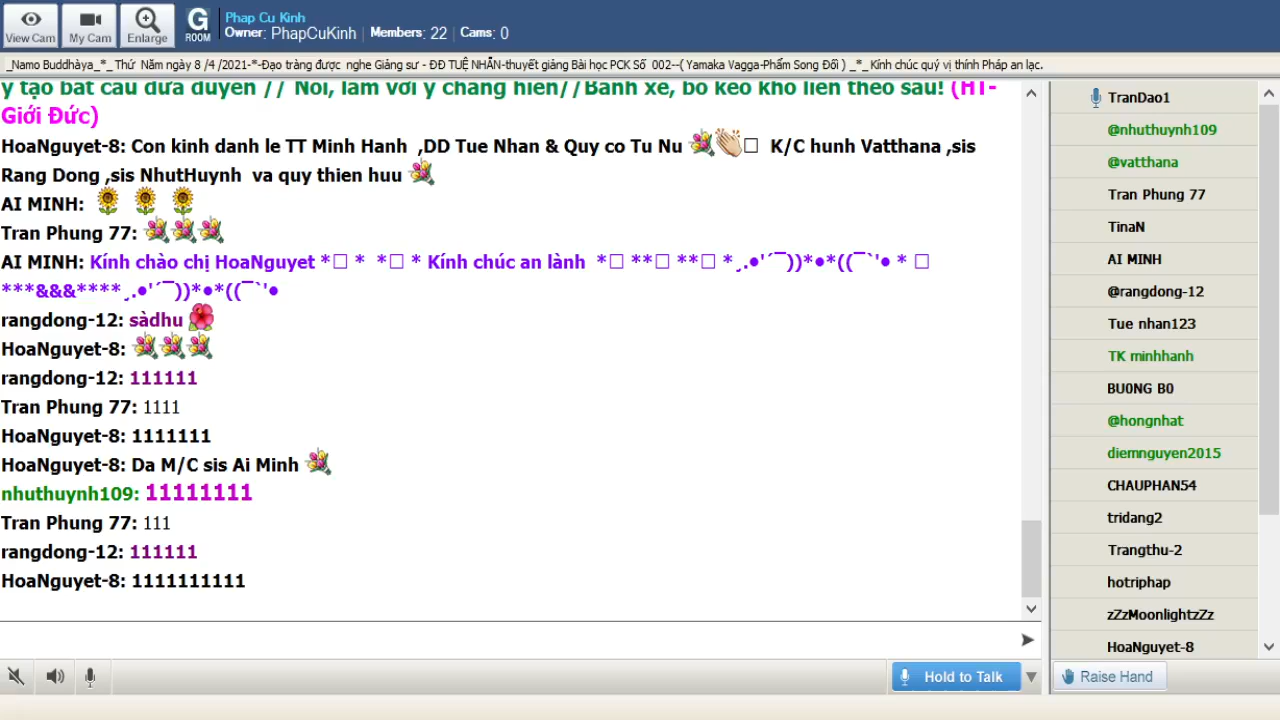 View Cam
My Cam
Enlarge
G
ROOM
Phap Cu Kinh
Owner: PhapCuKinh | Members: 22 | Cams: 0
_Namo Buddhàya_*_ Thứ Năm ngày 8 /4 /2021-*-Đạo tràng được nghe Giảng sư - ĐĐ TUỆ NHẪN-thuyết giảng Bài học PCK Số 002--( Yamaka Vagga-Phẩm Song Đối ) _*_ Kính chúc quý vị thính Pháp an lạc.
ý tạo bất cầu đưa duyên // Nói, làm với ý chẳng hiền//Bánh xe, bò kéo khổ liền theo sau! (HT-
Giới Đức)
HoaNguyet-8: Con kinh danh le TT Minh Hanh ,DD Tue Nhan & Quy co Tu Nu K/C hunh Vatthana ,sis
Rang Dong ,sis NhutHuynh va quy thien huu
AI MINH:
Tran Phung 77:
AI MINH: Kính chào chị HoaNguyet *□ * *□ * Kính chúc an lành *□ **□ **□ *¸.•'´¯))*•*((¯`'• * □
***&&&****¸.•'´¯))*•*((¯`'•
rangdong-12: sàdhu
HoaNguyet-8:
rangdong-12: 111111
Tran Phung 77: 1111
HoaNguyet-8: 1111111
HoaNguyet-8: Da M/C sis Ai Minh
nhuthuynh109: 11111111
Tran Phung 77: 111
rangdong-12: 111111
HoaNguyet-8: 1111111111
Hold to Talk
TranDao1
@nhuthuynh109
@vatthana
Tran Phung 77
TinaN
AI MINH
@rangdong-12
Tue nhan123
TK minhhanh
BU0NG B0
@hongnhat
diemnguyen2015
CHAUPHAN54
tridang2
Trangthu-2
hotriphap
zZzMoonlightzZz
HoaNguyet-8
Raise Hand